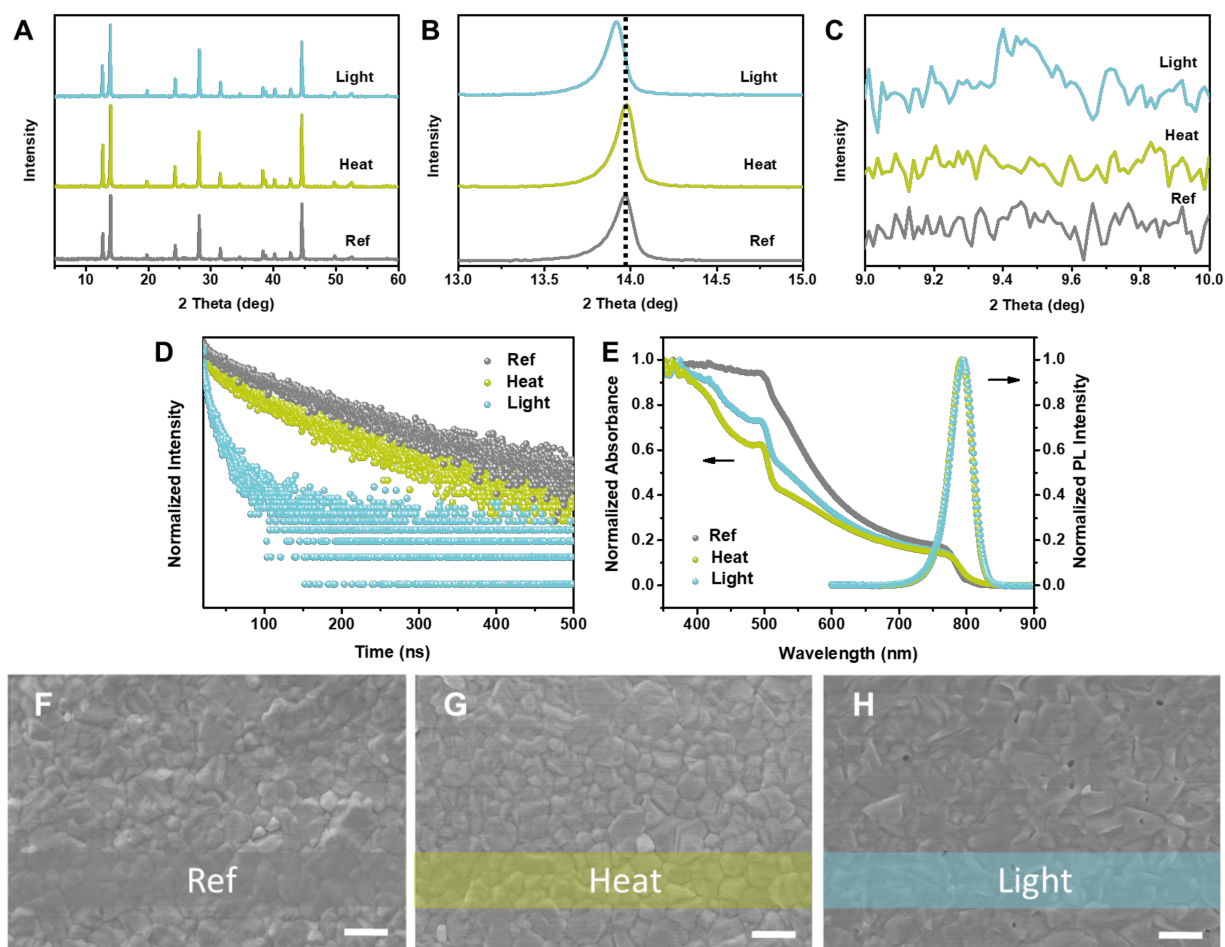 A
Light
Heat
Ref
Intensity
10 20 30 40 50 60
2 Theta (deg)
B
Light
Heat
Ref
Intensity
13.0 13.5 14.0 14.5 15.0
2 Theta (deg)
C
Light
Heat
Ref
Intensity
9.0 9.2 9.4 9.6 9.8 10.0
2 Theta (deg)
D
Ref
Heat
Light
Normalized Intensity
100 200 300 400 500
Time (ns)
E
1.0
0.8
0.6
0.4
0.2
0.0
Normalized Absorbance
Ref
Heat
Light
1.0
0.8
0.6
0.4
0.2
0.0
Normalized PL Intensity
400 500 600 700 800 900
Wavelength (nm)
F
Ref
G
Heat
H
Light